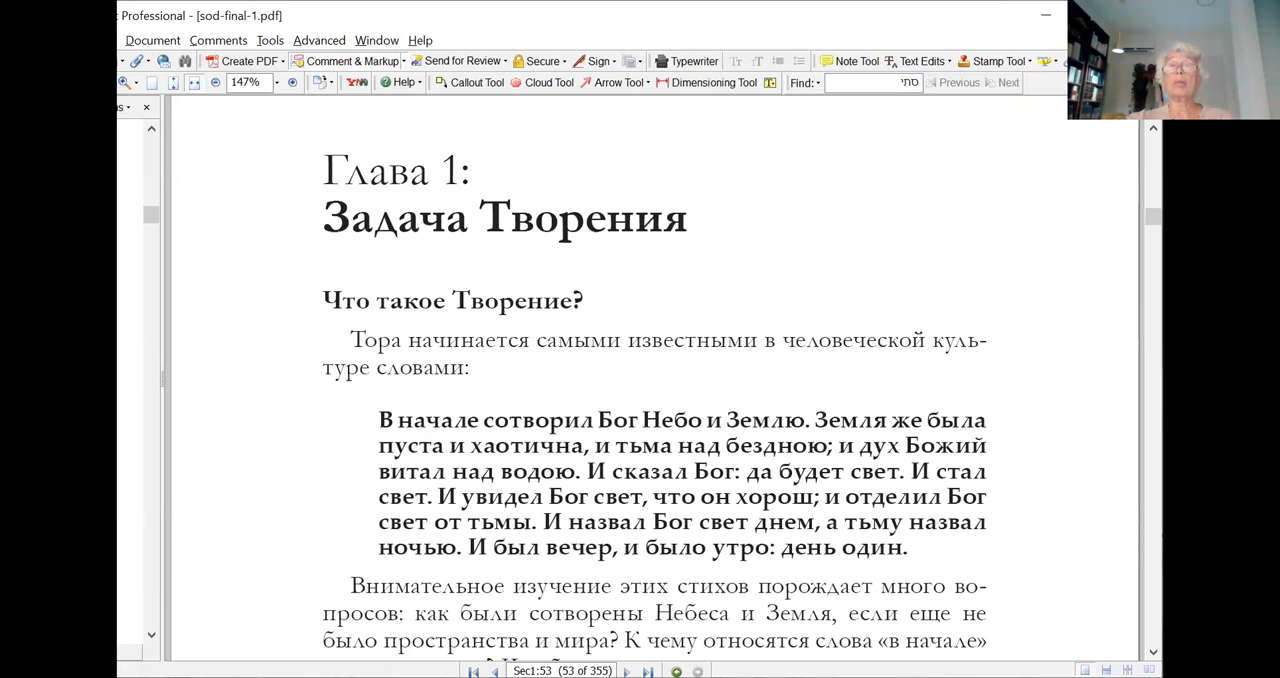 Professional - [sod-final-1.pdf]
Document Comments Tools Advanced Window Help
Create PDF Comment & Markup Send for Review Secure Sign Typewriter Note Tool Text Edits Stamp Tool
147% Y!MM Help Callout Tool Cloud Tool Arrow Tool Dimensioning Tool Find: סתי Previous Next
Глава 1:
Задача Творения
Что такое Творение?
Тора начинается самыми известными в человеческой куль-
туре словами:
В начале сотворил Бог Небо и Землю. Земля же была
пуста и хаотична, и тьма над бездною; и дух Божий
витал над водою. И сказал Бог: да будет свет. И стал
свет. И увидел Бог свет, что он хорош; и отделил Бог
свет от тьмы. И назвал Бог свет днем, а тьму назвал
ночью. И был вечер, и было утро: день один.
Внимательное изучение этих стихов порождает много во-
просов: как были сотворены Небеса и Земля, если еще не
было пространства и мира? К чему относятся слова «в начале»
Sec1:53 (53 of 355)